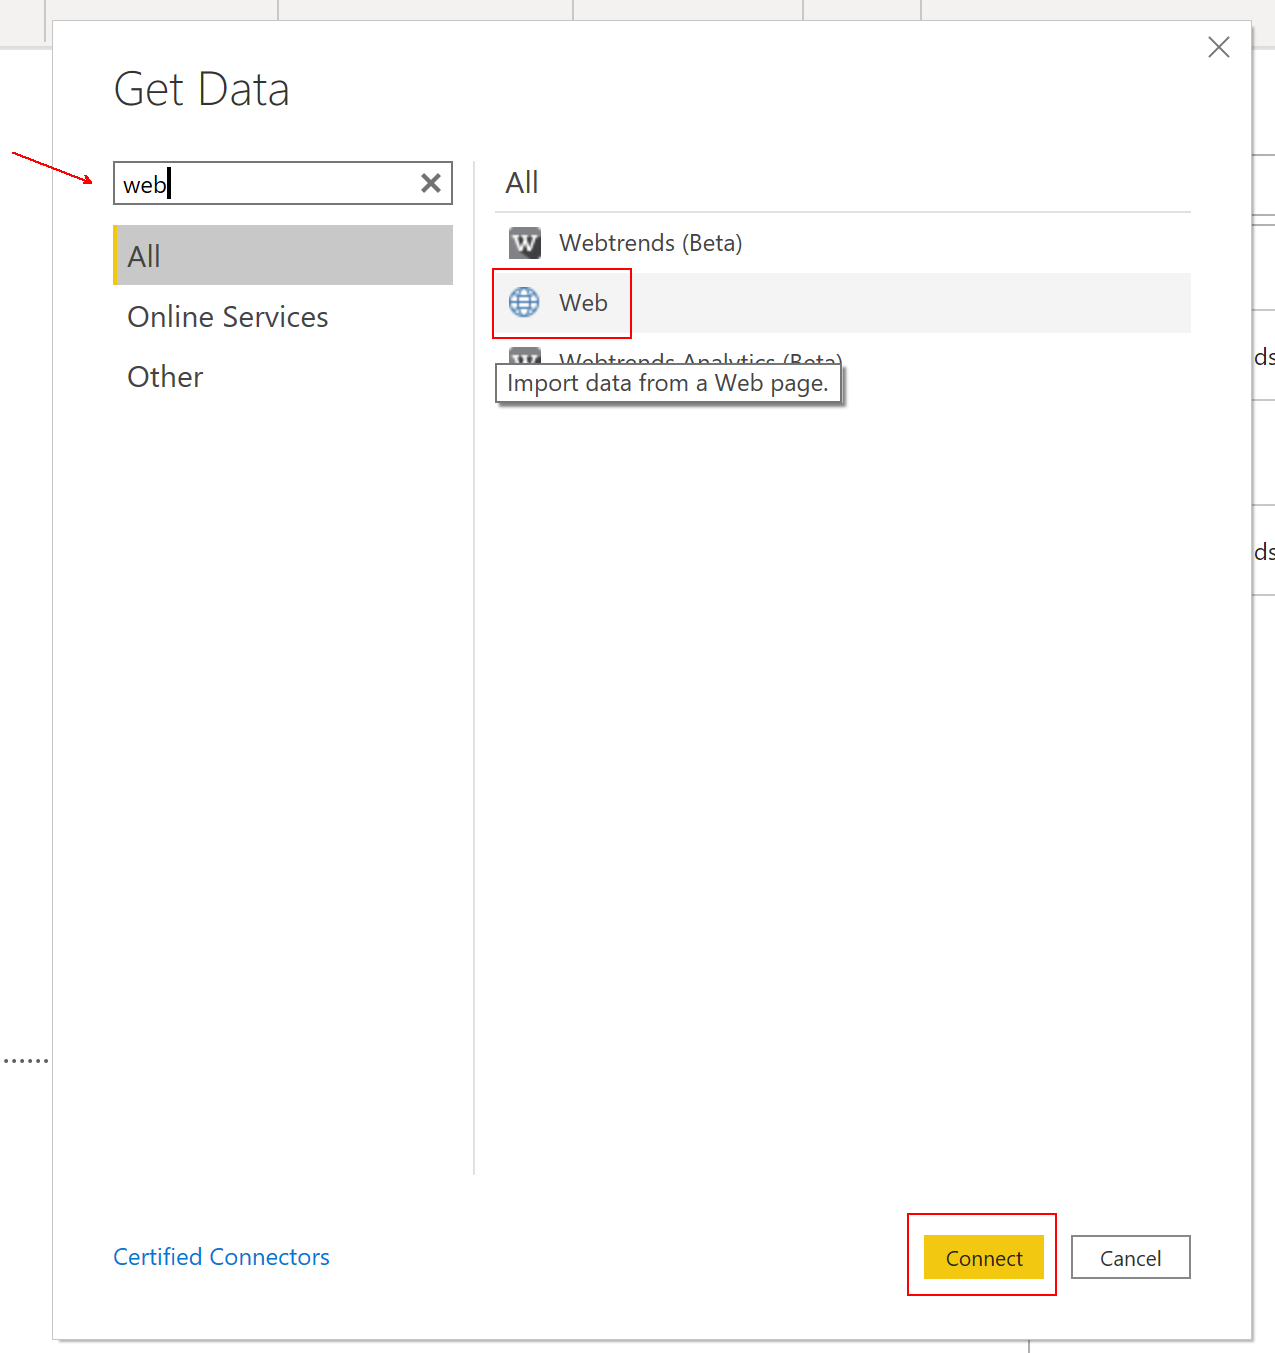 Get Data
web
All
Online Services
Other
All
Webtrends (Beta)
Web
Webtrends Analytics (Beta)
Import data from a Web page.
ds
ds
Certified Connectors
Connect
Cancel